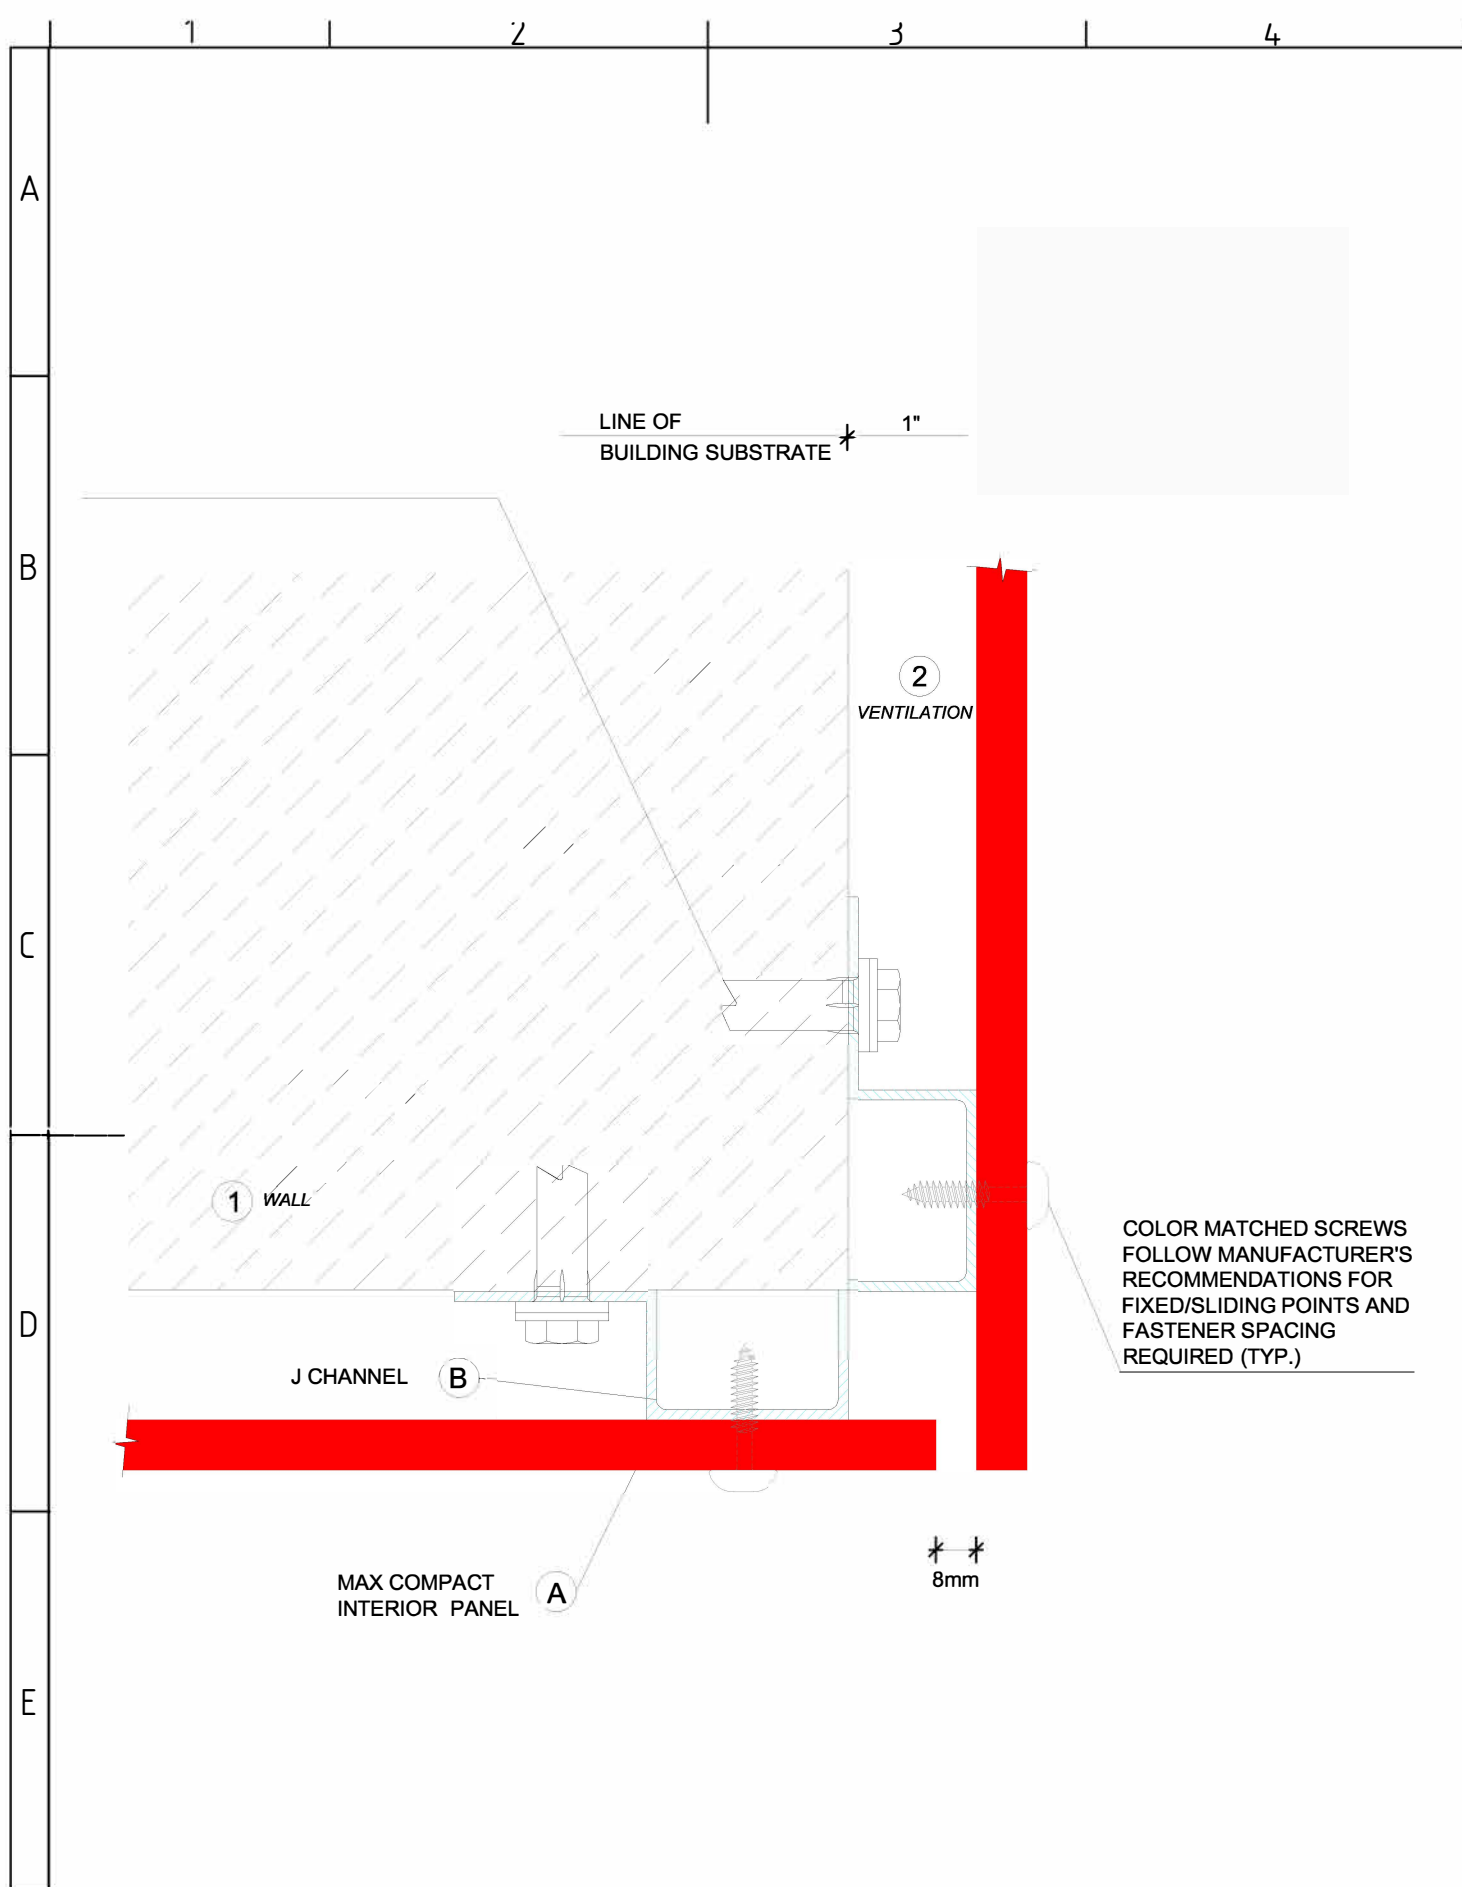 1
2
3
4
A
B
C
D
E
LINE OF
BUILDING SUBSTRATE
1"
2
VENTILATION
1 WALL
COLOR MATCHED SCREWS
FOLLOW MANUFACTURER'S
RECOMMENDATIONS FOR
FIXED/SLIDING POINTS AND
FASTENER SPACING
REQUIRED (TYP.)
J CHANNEL B
8mm
MAX COMPACT
INTERIOR PANEL A